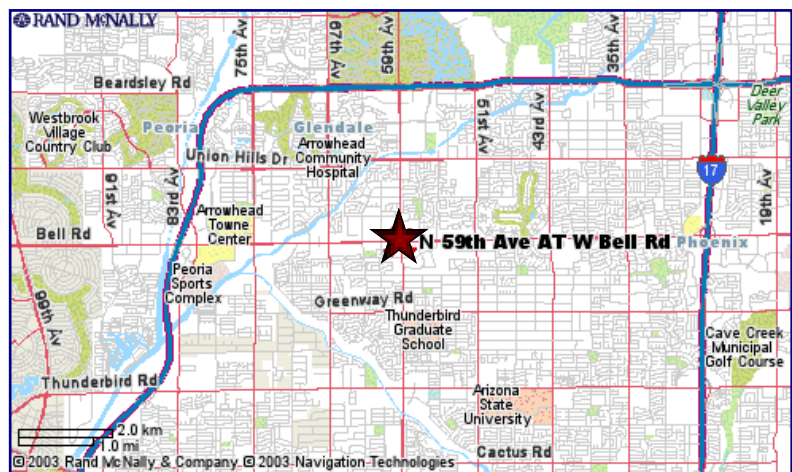 RAND MCNALLY
75th Av
67th Av
59th Av
35th Av
Beardsley Rd
Deer
Valley
Park
Westbrook
Village
Country Club
Peoria
Glendale
51st Av
43rd Av
Arrowhead
Community
Hospital
Union Hills Dr
17
91st Av
83rd Av
19th Av
Arrowhead
Towne
Center
Bell Rd
N 59th Ave AT W Bell Rd
Phoenix
Peoria
Sports
Complex
99th Av
Greenway Rd
Thunderbird
Graduate
School
Cave Creek
Municipal
Golf Course
Thunderbird Rd
Arizona
State
University
2.0 km
1.0 mi
Cactus Rd
© 2003 Rand McNally & Company © 2003 Navigation Technologies